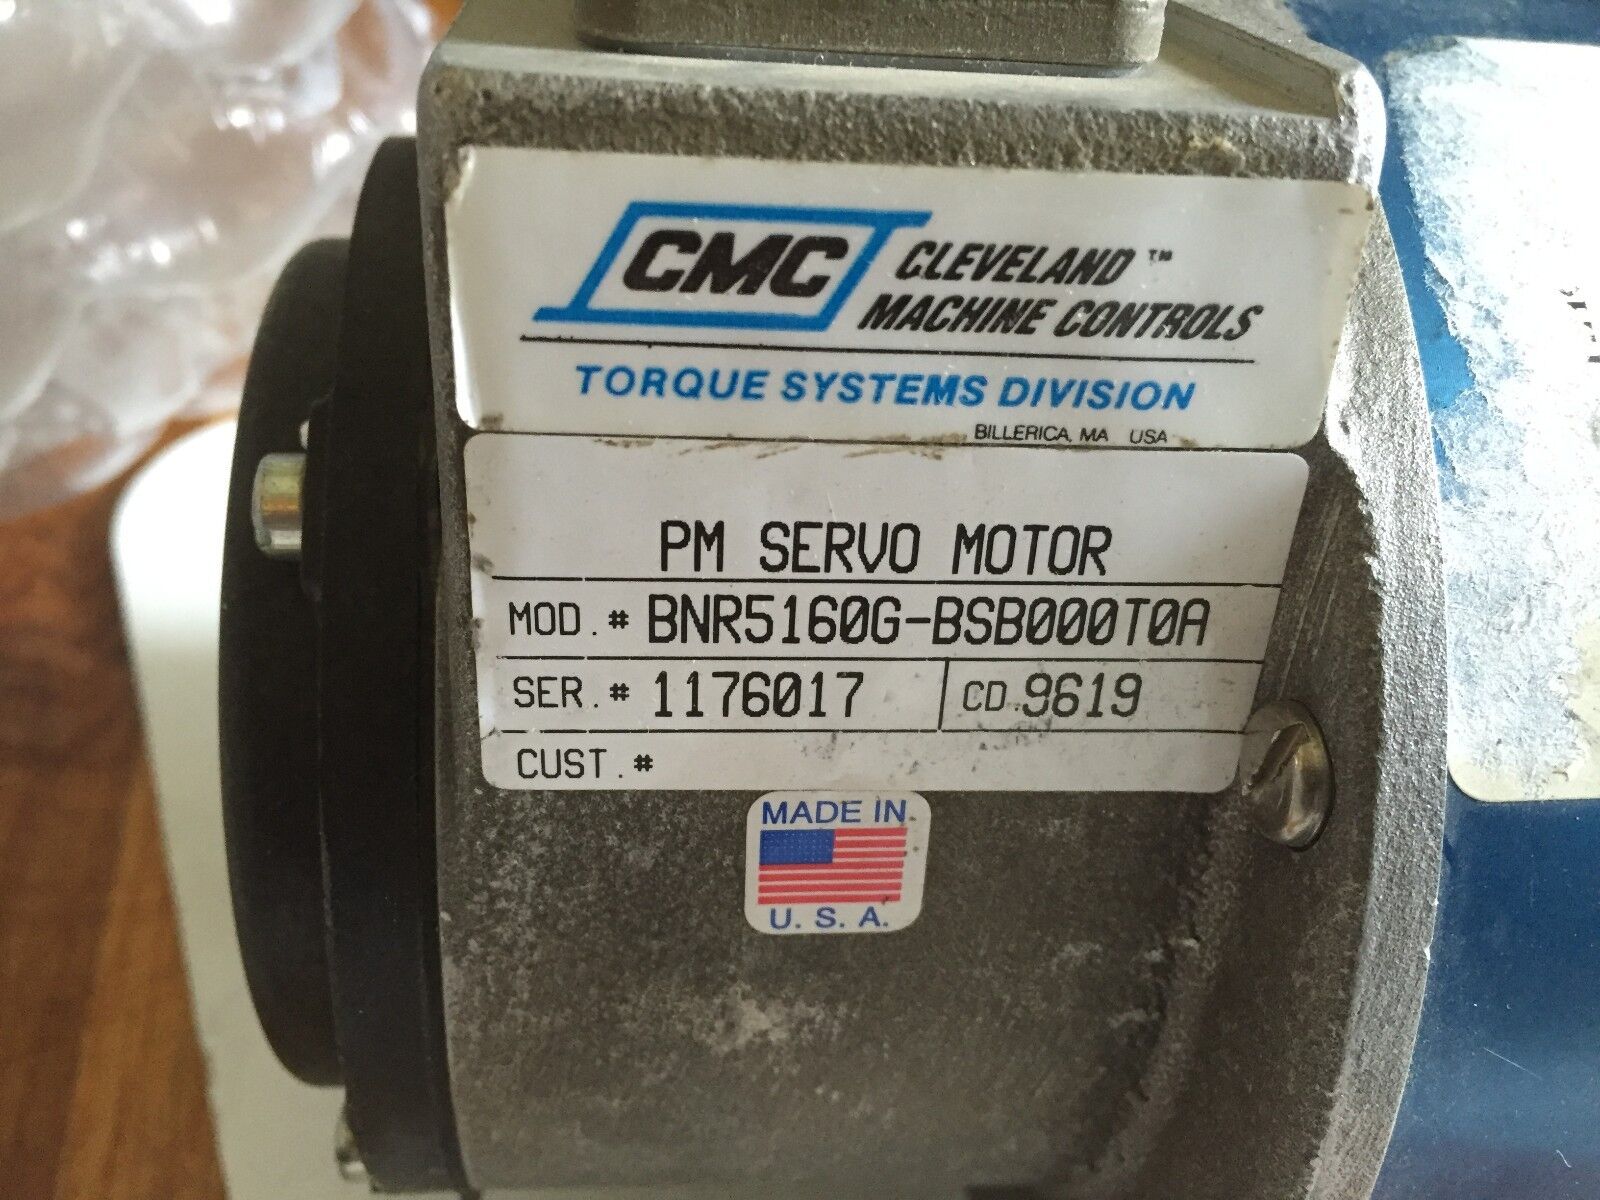 CMC CLEVELAND™
MACHINE CONTROLS
TORQUE SYSTEMS DIVISION
BILLERICA, MA USA
PM SERVO MOTOR
MOD.# BNR5160G-BSB000T0A
SER.# 1176017 CD.9619
CUST.#
MADE IN
U.S.A.